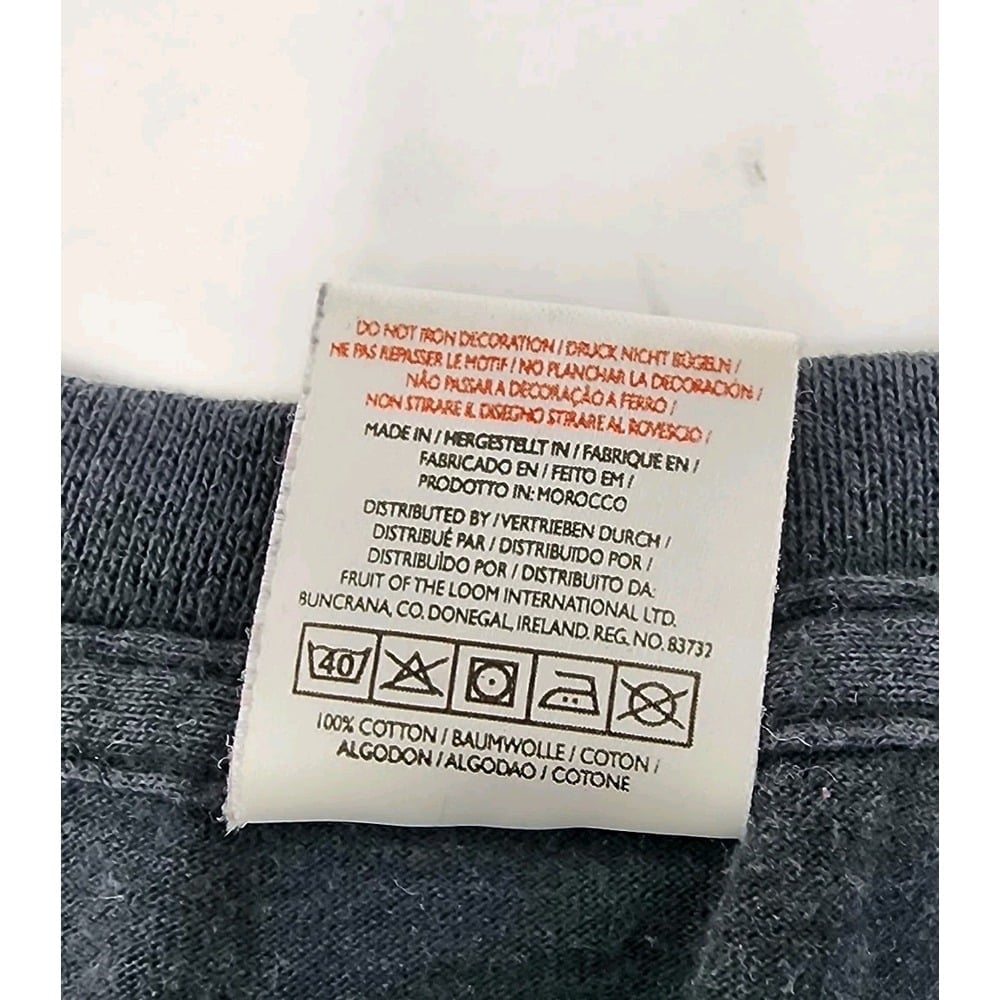 DO NOT IRON DECORATION / DRUCK NICHT BÜGELN /
NE PAS REPASSER LE MOTIF / NO PLANCHAR LA DECORACIÓN /
NÃO PASSAR A DECORAÇÃO A FERRO /
NON STIRARE IL DISEGNO STIRARE AL ROVESCIO /
MADE IN / HERGESTELLT IN / FABRIQUE EN /
FABRICADO EN / FEITO EM /
PRODOTTO IN: MOROCCO
DISTRIBUTED BY / VERTRIEBEN DURCH /
DISTRIBUÉ PAR / DISTRIBUIDO POR /
DISTRIBUÌDO POR / DISTRIBUITO DA:
FRUIT OF THE LOOM INTERNATIONAL LTD.
BUNCRANA, CO. DONEGAL, IRELAND. REG. NO. 83732
40
100% COTTON / BAUMWOLLE / COTON /
ALGODON / ALGODAO / COTONE